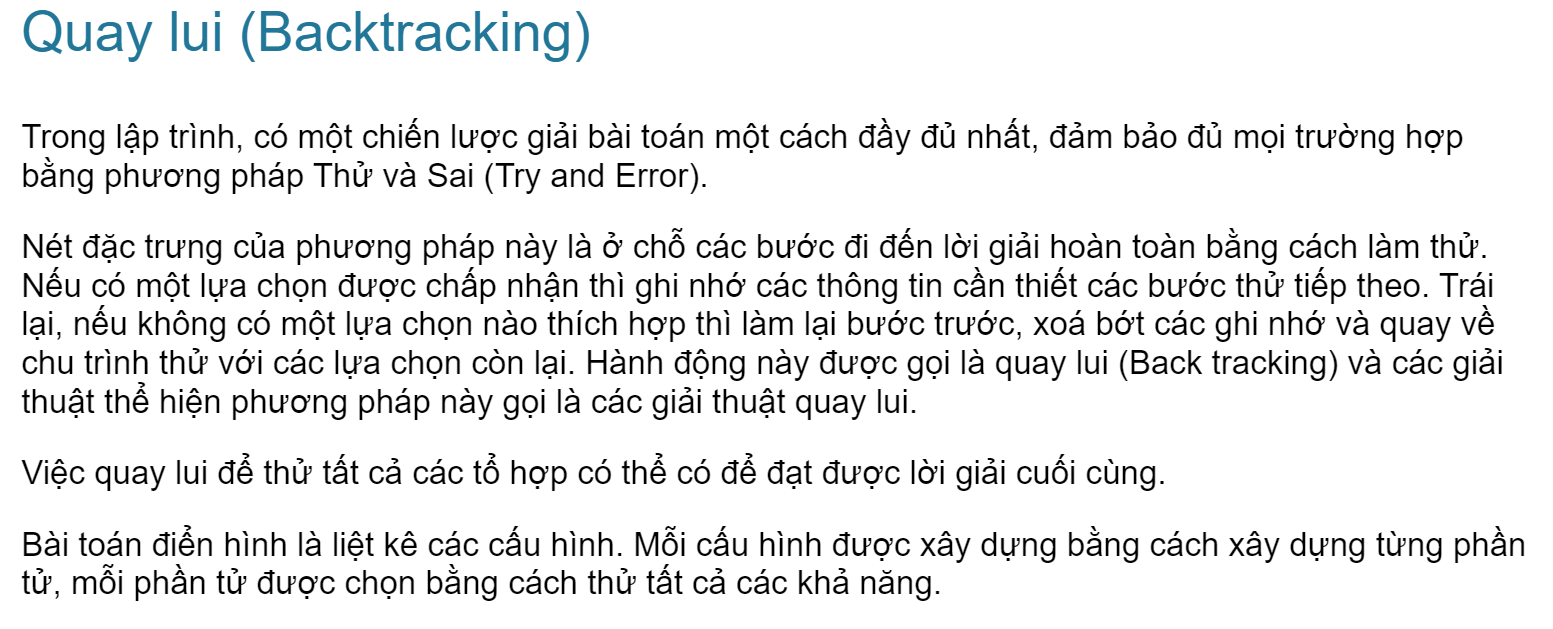 Quay lui (Backtracking)
Trong lập trình, có một chiến lược giải bài toán một cách đầy đủ nhất, đảm bảo đủ mọi trường hợp
bằng phương pháp Thử và Sai (Try and Error).
Nét đặc trưng của phương pháp này là ở chỗ các bước đi đến lời giải hoàn toàn bằng cách làm thử.
Nếu có một lựa chọn được chấp nhận thì ghi nhớ các thông tin cần thiết các bước thử tiếp theo. Trái
lại, nếu không có một lựa chọn nào thích hợp thì làm lại bước trước, xoá bớt các ghi nhớ và quay về
chu trình thử với các lựa chọn còn lại. Hành động này được gọi là quay lui (Back tracking) và các giải
thuật thể hiện phương pháp này gọi là các giải thuật quay lui.
Việc quay lui để thử tất cả các tổ hợp có thể có để đạt được lời giải cuối cùng.
Bài toán điển hình là liệt kê các cấu hình. Mỗi cấu hình được xây dựng bằng cách xây dựng từng phần
tử, mỗi phần tử được chọn bằng cách thử tất cả các khả năng.